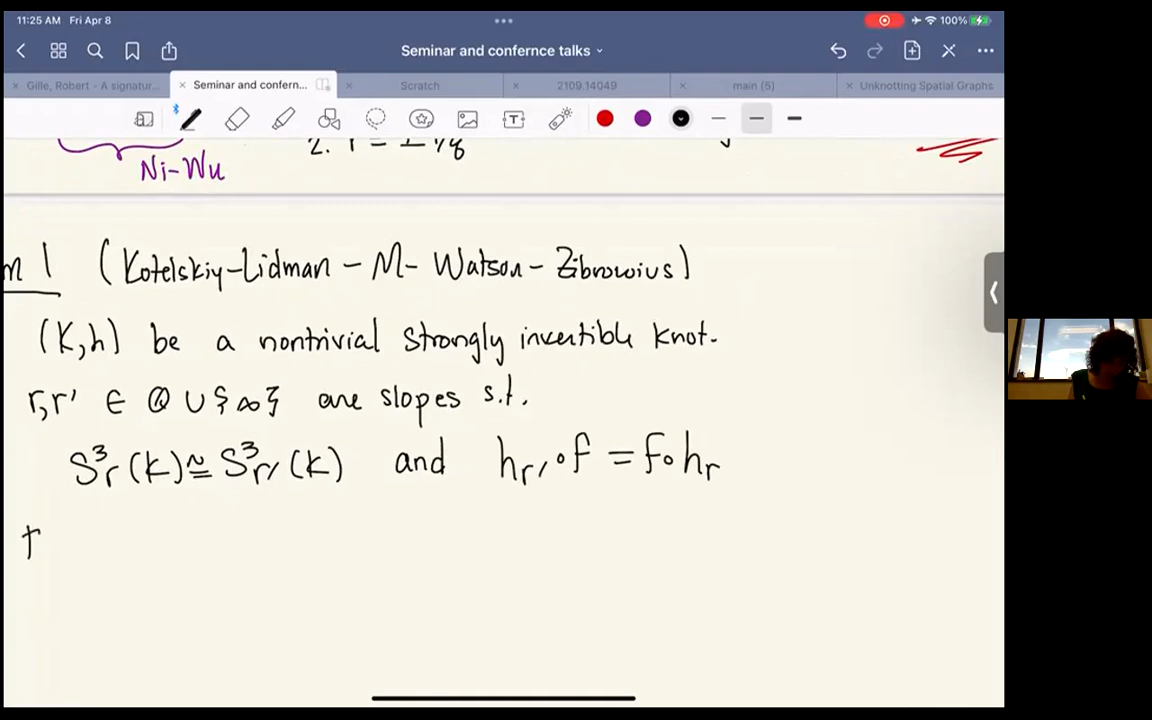 11:25 AM Fri Apr 8
100%
Seminar and confernce talks
Gille, Robert - A signatur...
Seminar and confern...
Scratch
2109.14049
main (5)
Unknotting Spatial Graphs
Ni-Wu
m 1 (Kotelskiy-Lidman-M-Watson-Zibrowius)
(K,h) be a nontrivial strongly invertible knot.
r,r' ∈ Q ∪ {∞} are slopes s.t.
S³r(K) ≅ S³r'(K) and hr' ∘ f = f ∘ hr